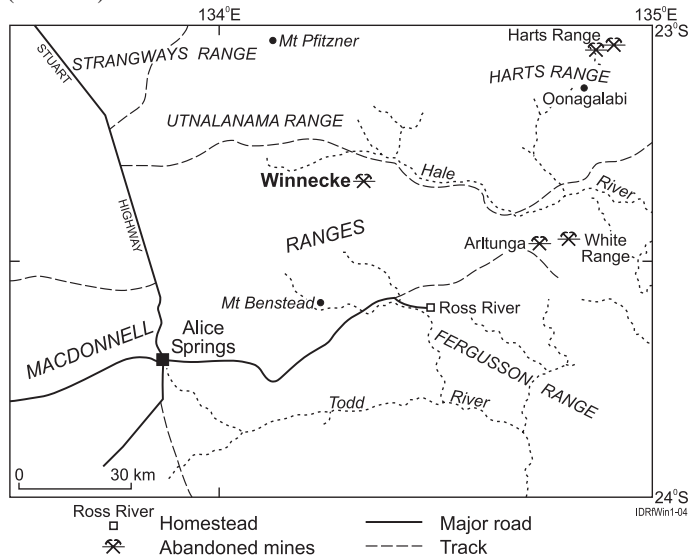 134°E
135°E
23°S
STUART
HIGHWAY
STRANGWAYS RANGE
Mt Pfitzner
Harts Range
HARTS RANGE
Oonagalabi
UTNALANAMA RANGE
Hale
River
Winnecke
RANGES
Arltunga
White
Range
Mt Benstead
Ross River
MACDONNELL
Alice
Springs
FERGUSSON RANGE
Todd
River
0
30 km
24°S
IDRfWin1-04
Ross River
Homestead
Major road
Abandoned mines
Track